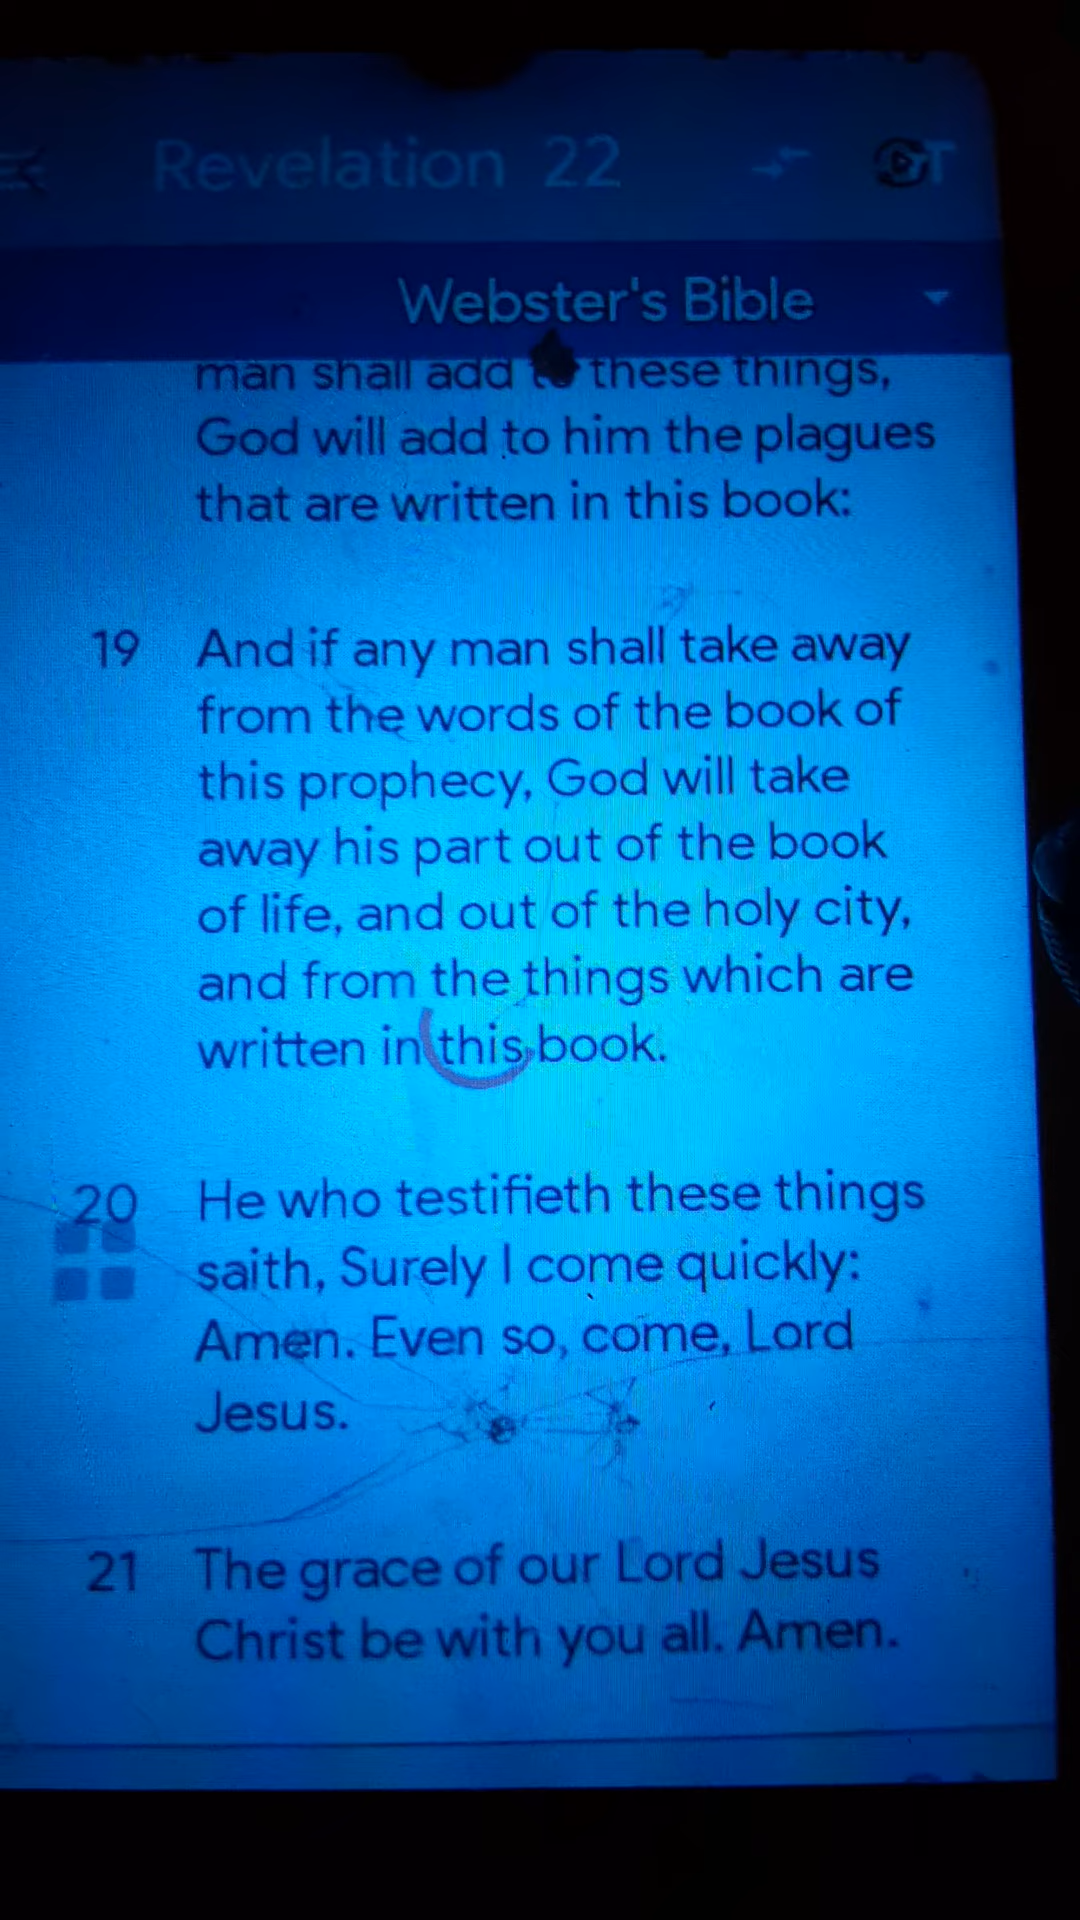 Revelation 22
Webster's Bible
man shall add to these things,
God will add to him the plagues
that are written in this book:
19 And if any man shall take away
from the words of the book of
this prophecy, God will take
away his part out of the book
of life, and out of the holy city,
and from the things which are
written in this book.
20 He who testifieth these things
saith, Surely I come quickly:
Amen. Even so, come, Lord
Jesus.
21 The grace of our Lord Jesus
Christ be with you all. Amen.